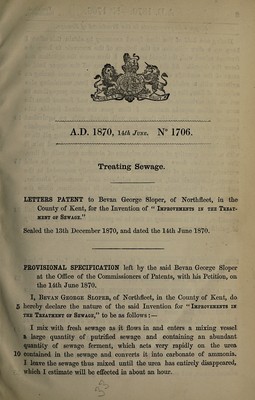 A.D. 1870, 14th June. No 1706.
Treating Sewage.
LETTERS PATENT to Bevan George Sloper, of Northfleet, in the
County of Kent, for the Invention of "IMPROVEMENTS IN THE TREAT-
MENT OF SEWAGE."
Sealed the 13th December 1870, and dated the 14th June 1870.
PROVISIONAL SPECIFICATION left by the said Bevan George Sloper
at the Office of the Commissioners of Patents, with his Petition, on
the 14th June 1870.
I, BEVAN GEORGE SLOPER, of Northfleet, in the County of Kent, do
5 hereby declare the nature of the said Invention for "IMPROVEMENTS IN
THE TREATMENT OF SEWAGE," to be as follows:—
I mix with fresh sewage as it flows in and enters a mixing vessel
a large quantity of putrified sewage and containing an abundant
quantity of sewage ferment, which acts very rapidly on the urea
10 contained in the sewage and converts it into carbonate of ammonia.
I leave the sewage thus mixed until the urea has entirely disappeared,
which I estimate will be effected in about an hour.